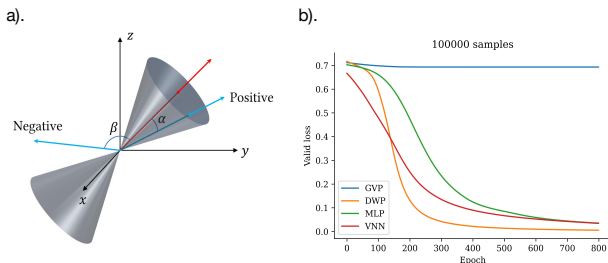 a).
z
Positive
α
Negative
β
y
x
b).
100000 samples
Valid loss
0.7
0.6
0.5
0.4
0.3
0.2
0.1
0.0
GVP
DWP
MLP
VNN
0 100 200 300 400 500 600 700 800
Epoch